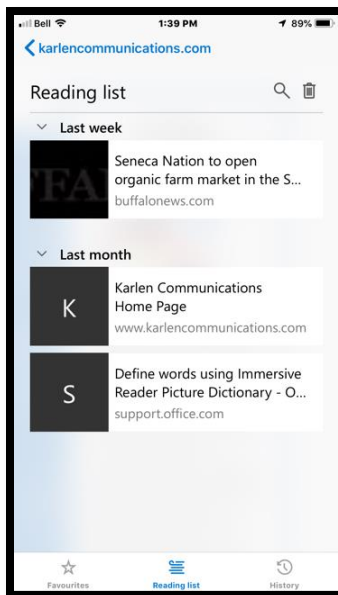 Bell 1:39 PM 89%
karlencommunications.com
Reading list
Last week
FFA
Seneca Nation to open
organic farm market in the S...
buffalonews.com
Last month
K
Karlen Communications
Home Page
www.karlencommunications.com
S
Define words using Immersive
Reader Picture Dictionary - O...
support.office.com
Favourites Reading list History